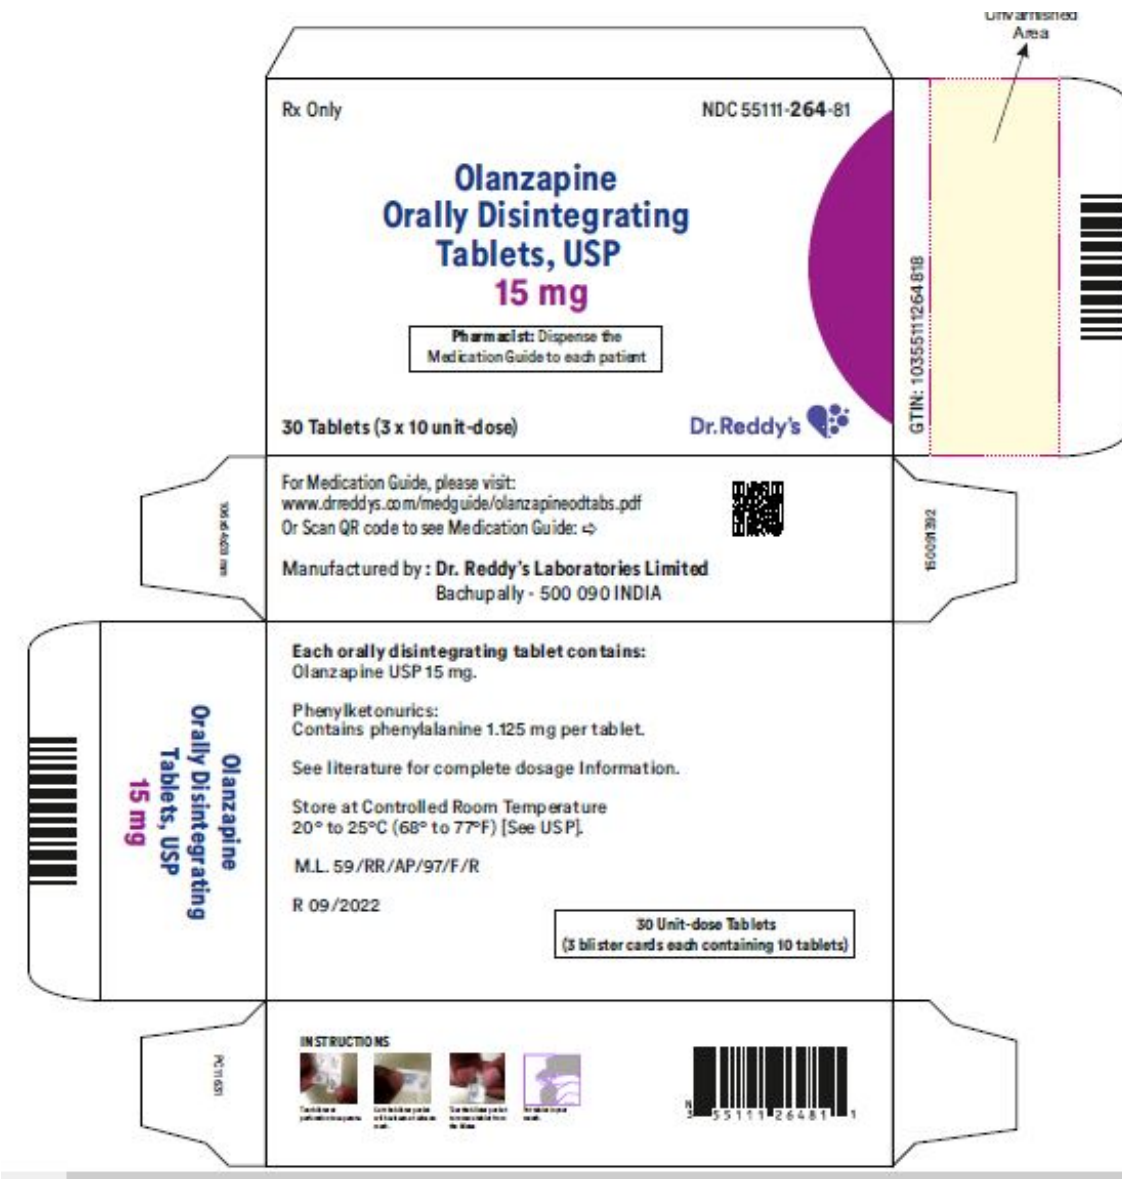 Unvarnished
Area
Rx Only
NDC 55111-264-81
Olanzapine
Orally Disintegrating
Tablets, USP
15 mg
Pharmacist: Dispense the
Medication Guide to each patient
30 Tablets (3 x 10 unit-dose)
Dr.Reddy's
GTIN: 10355111264818
For Medication Guide, please visit:
www.drreddys.com/medguide/olanzapineodtabs.pdf
Or Scan QR code to see Medication Guide: ➩
Manufactured by : Dr. Reddy's Laboratories Limited
Bachupally - 500 090 INDIA
150091392
Each orally disintegrating tablet contains:
Olanzapine USP 15 mg.
Phenylketonurics:
Contains phenylalanine 1.125 mg per tablet.
See literature for complete dosage Information.
Store at Controlled Room Temperature
20° to 25°C (68° to 77°F) [See USP].
M.L. 59/RR/AP/97/F/R
R 09/2022
30 Unit-dose Tablets
(3 blister cards each containing 10 tablets)
Olanzapine
Orally Disintegrating
Tablets, USP
15 mg
INSTRUCTIONS
N
3 55111 26481 1